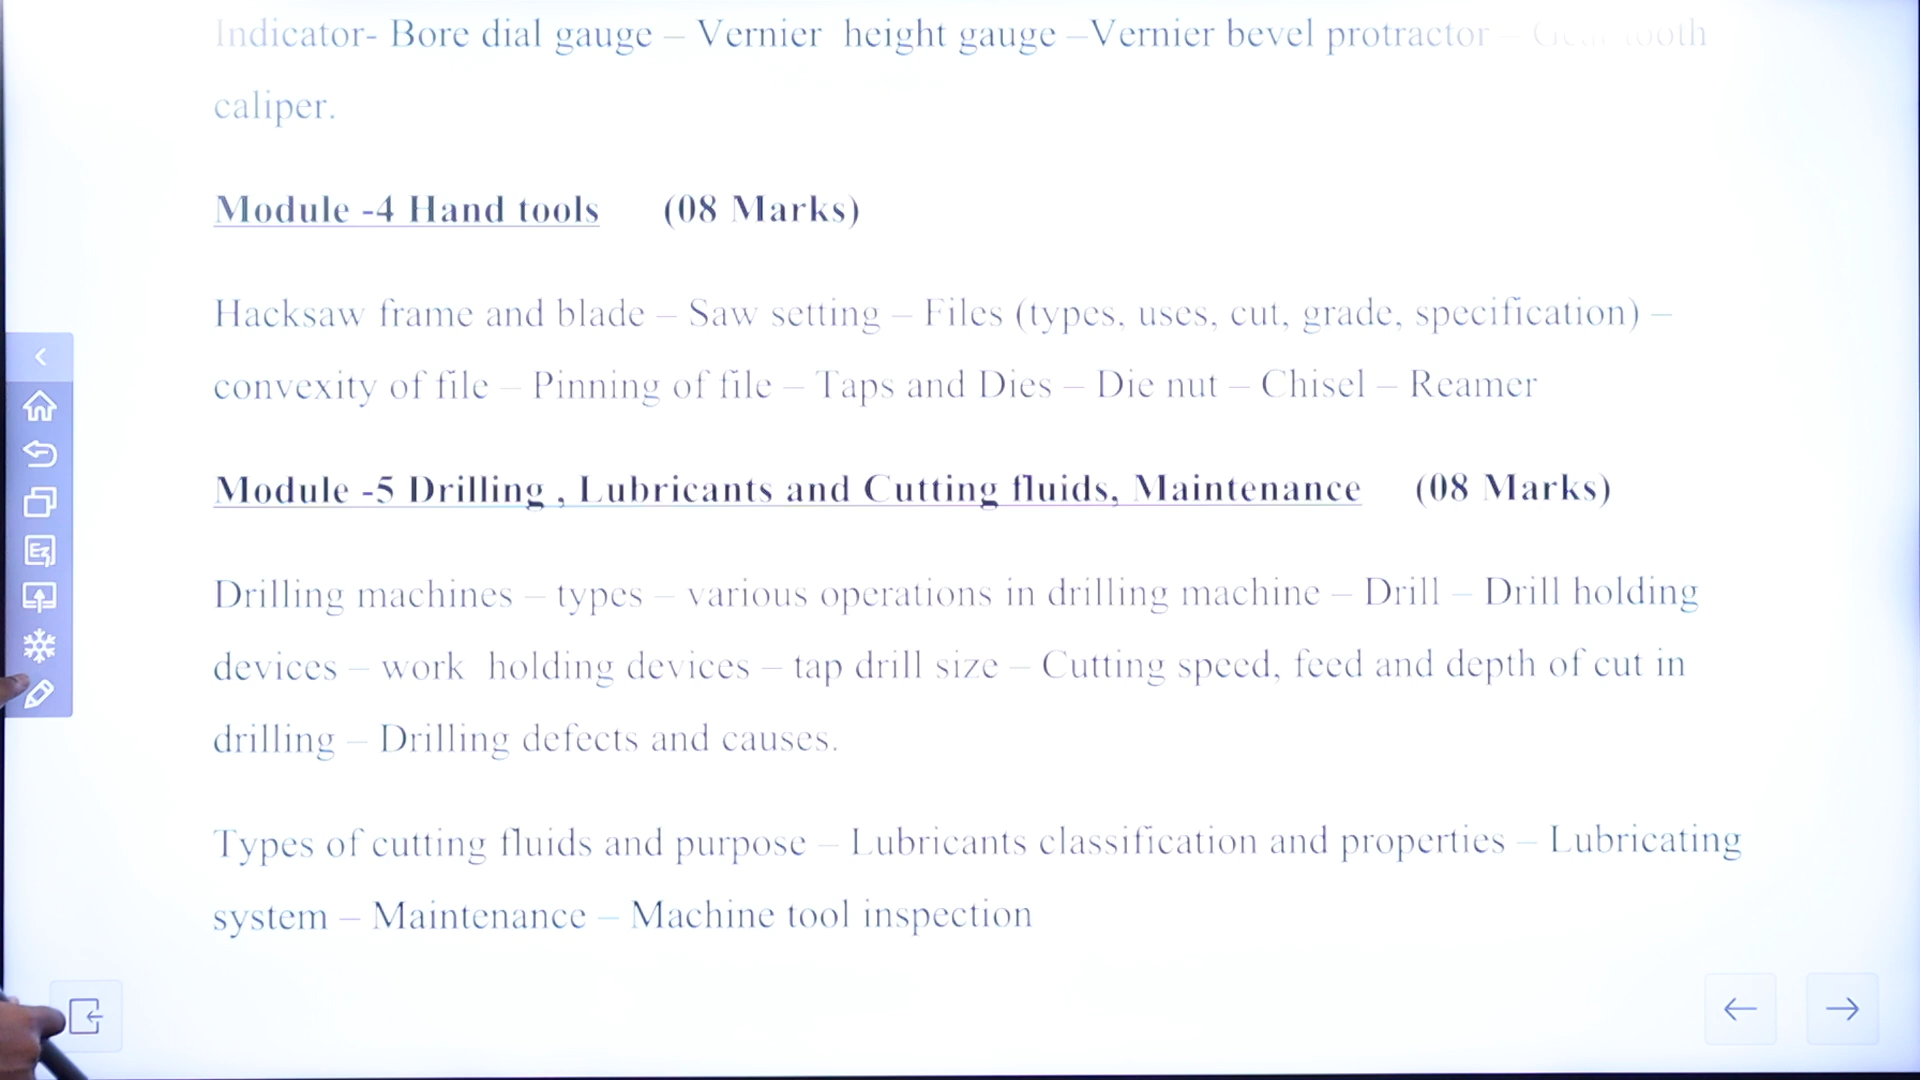 Indicator- Bore dial gauge – Vernier height gauge –Vernier bevel protractor – Gear tooth
caliper.
Module -4 Hand tools (08 Marks)
Hacksaw frame and blade – Saw setting – Files (types, uses, cut, grade, specification) –
convexity of file – Pinning of file – Taps and Dies – Die nut – Chisel – Reamer
Module -5 Drilling , Lubricants and Cutting fluids, Maintenance (08 Marks)
Drilling machines – types – various operations in drilling machine – Drill – Drill holding
devices – work holding devices – tap drill size – Cutting speed, feed and depth of cut in
drilling – Drilling defects and causes.
Types of cutting fluids and purpose – Lubricants classification and properties – Lubricating
system – Maintenance – Machine tool inspection